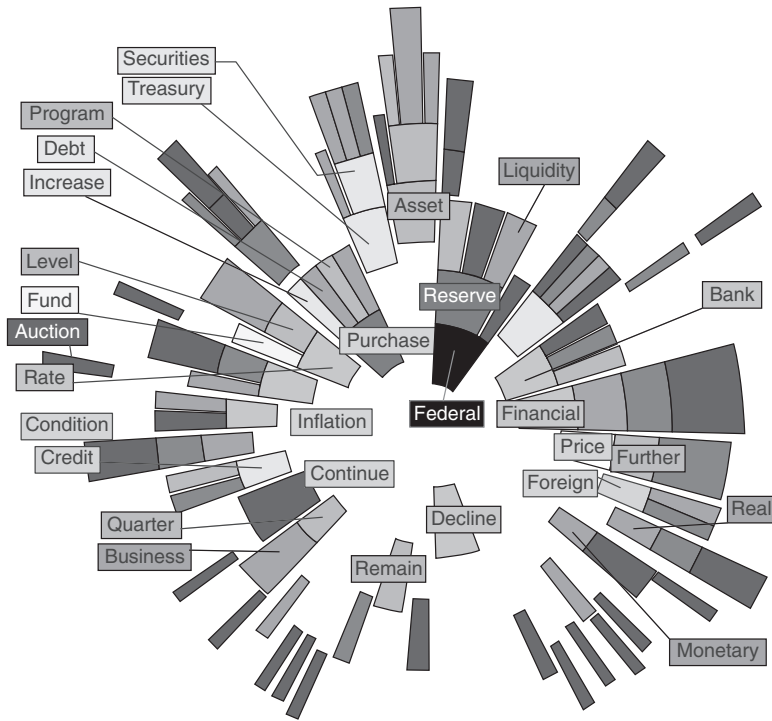 Securities
Treasury
Program
Debt
Increase
Liquidity
Asset
Level
Reserve
Bank
Fund
Auction
Purchase
Rate
Federal
Financial
Inflation
Condition
Price
Further
Credit
Continue
Foreign
Real
Quarter
Decline
Business
Remain
Monetary